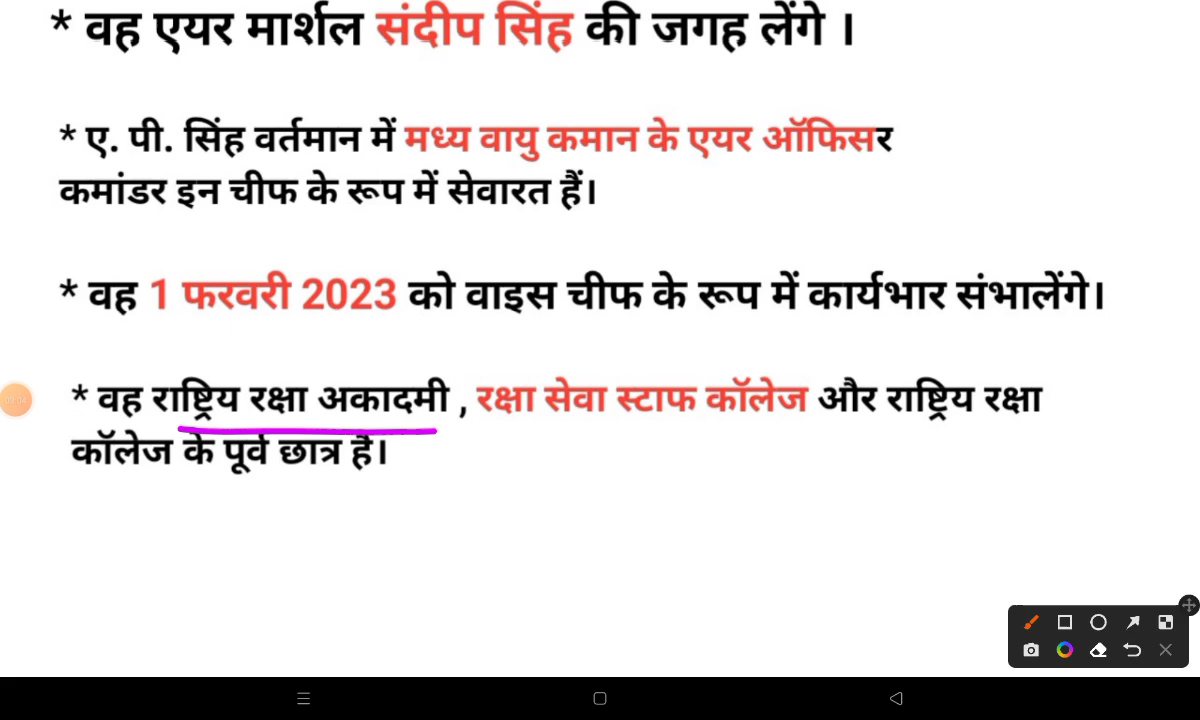 * वह एयर मार्शल संदीप सिंह की जगह लेंगे ।
* ए. पी. सिंह वर्तमान में मध्य वायु कमान के एयर ऑफिसर
कमांडर इन चीफ के रूप में सेवारत हैं।
* वह 1 फरवरी 2023 को वाइस चीफ के रूप में कार्यभार संभालेंगे।
* वह राष्ट्रिय रक्षा अकादमी , रक्षा सेवा स्टाफ कॉलेज और राष्ट्रिय रक्षा
कॉलेज के पूर्व छात्र हैं।